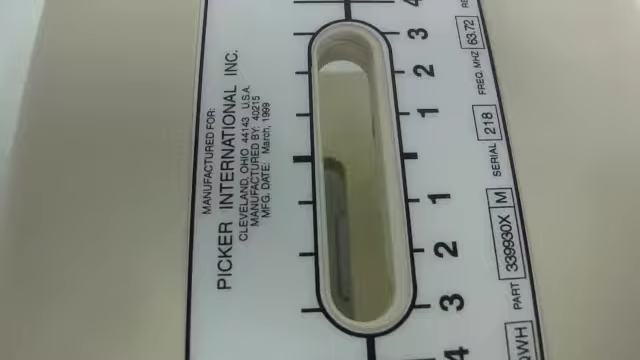 MANUFACTURED FOR:
PICKER INTERNATIONAL INC.
CLEVELAND, OHIO 44143 U.S.A.
MANUFACTURED BY: 40215
MFG. DATE: March, 1999
4
3
2
1
1
2
3
4
FREQ. MHZ 63.72
SERIAL 218
PART 339930X M